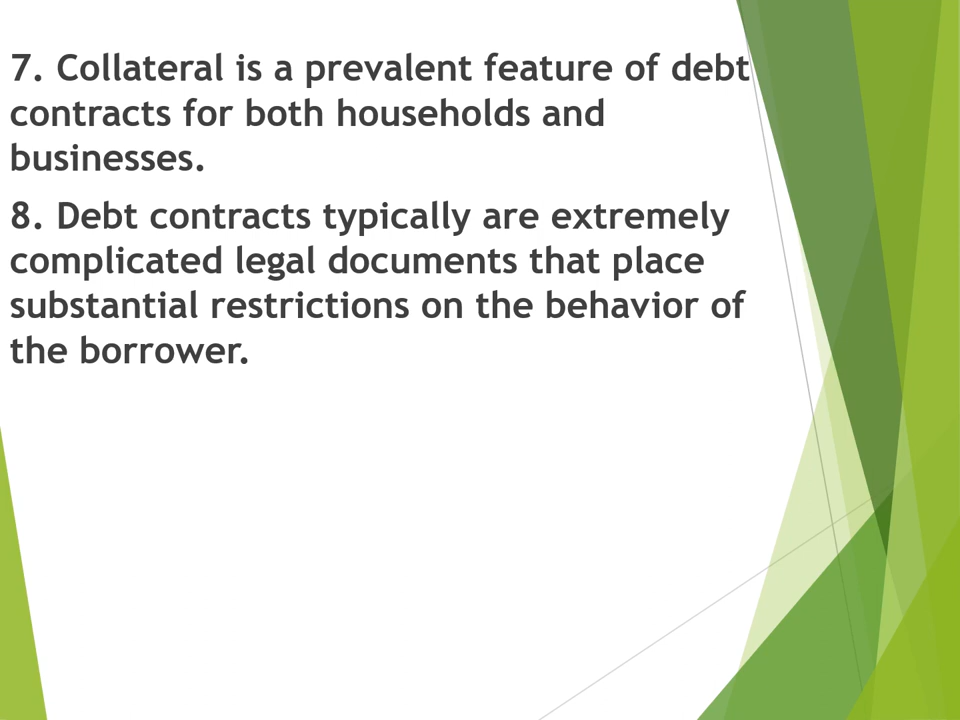 7. Collateral is a prevalent feature of debt
contracts for both households and
businesses.
8. Debt contracts typically are extremely
complicated legal documents that place
substantial restrictions on the behavior of
the borrower.